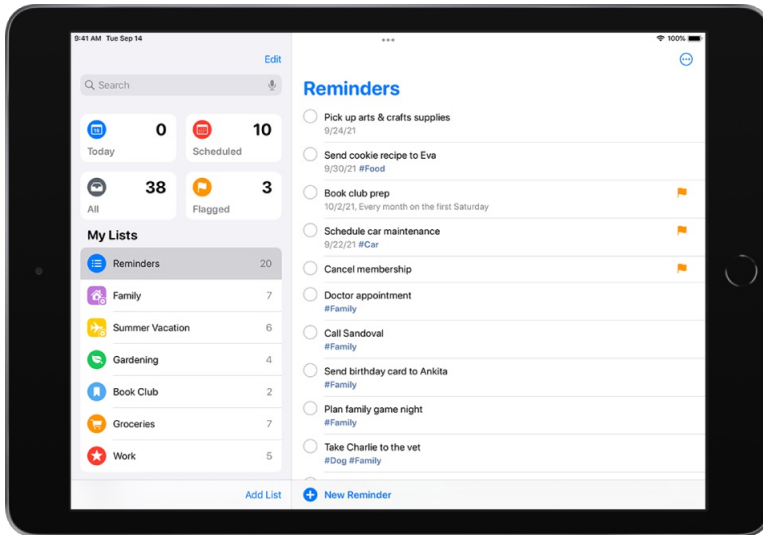 9:41 AM Tue Sep 14
100%
Edit
Search
0
Today
10
Scheduled
38
All
3
Flagged
My Lists
Reminders 20
Family 7
Summer Vacation 6
Gardening 4
Book Club 2
Groceries 7
Work 5
Add List
Reminders
Pick up arts & crafts supplies
9/24/21
Send cookie recipe to Eva
9/30/21 #Food
Book club prep
10/2/21, Every month on the first Saturday
Schedule car maintenance
9/22/21 #Car
Cancel membership
Doctor appointment
#Family
Call Sandoval
#Family
Send birthday card to Ankita
#Family
Plan family game night
#Family
Take Charlie to the vet
#Dog #Family
New Reminder